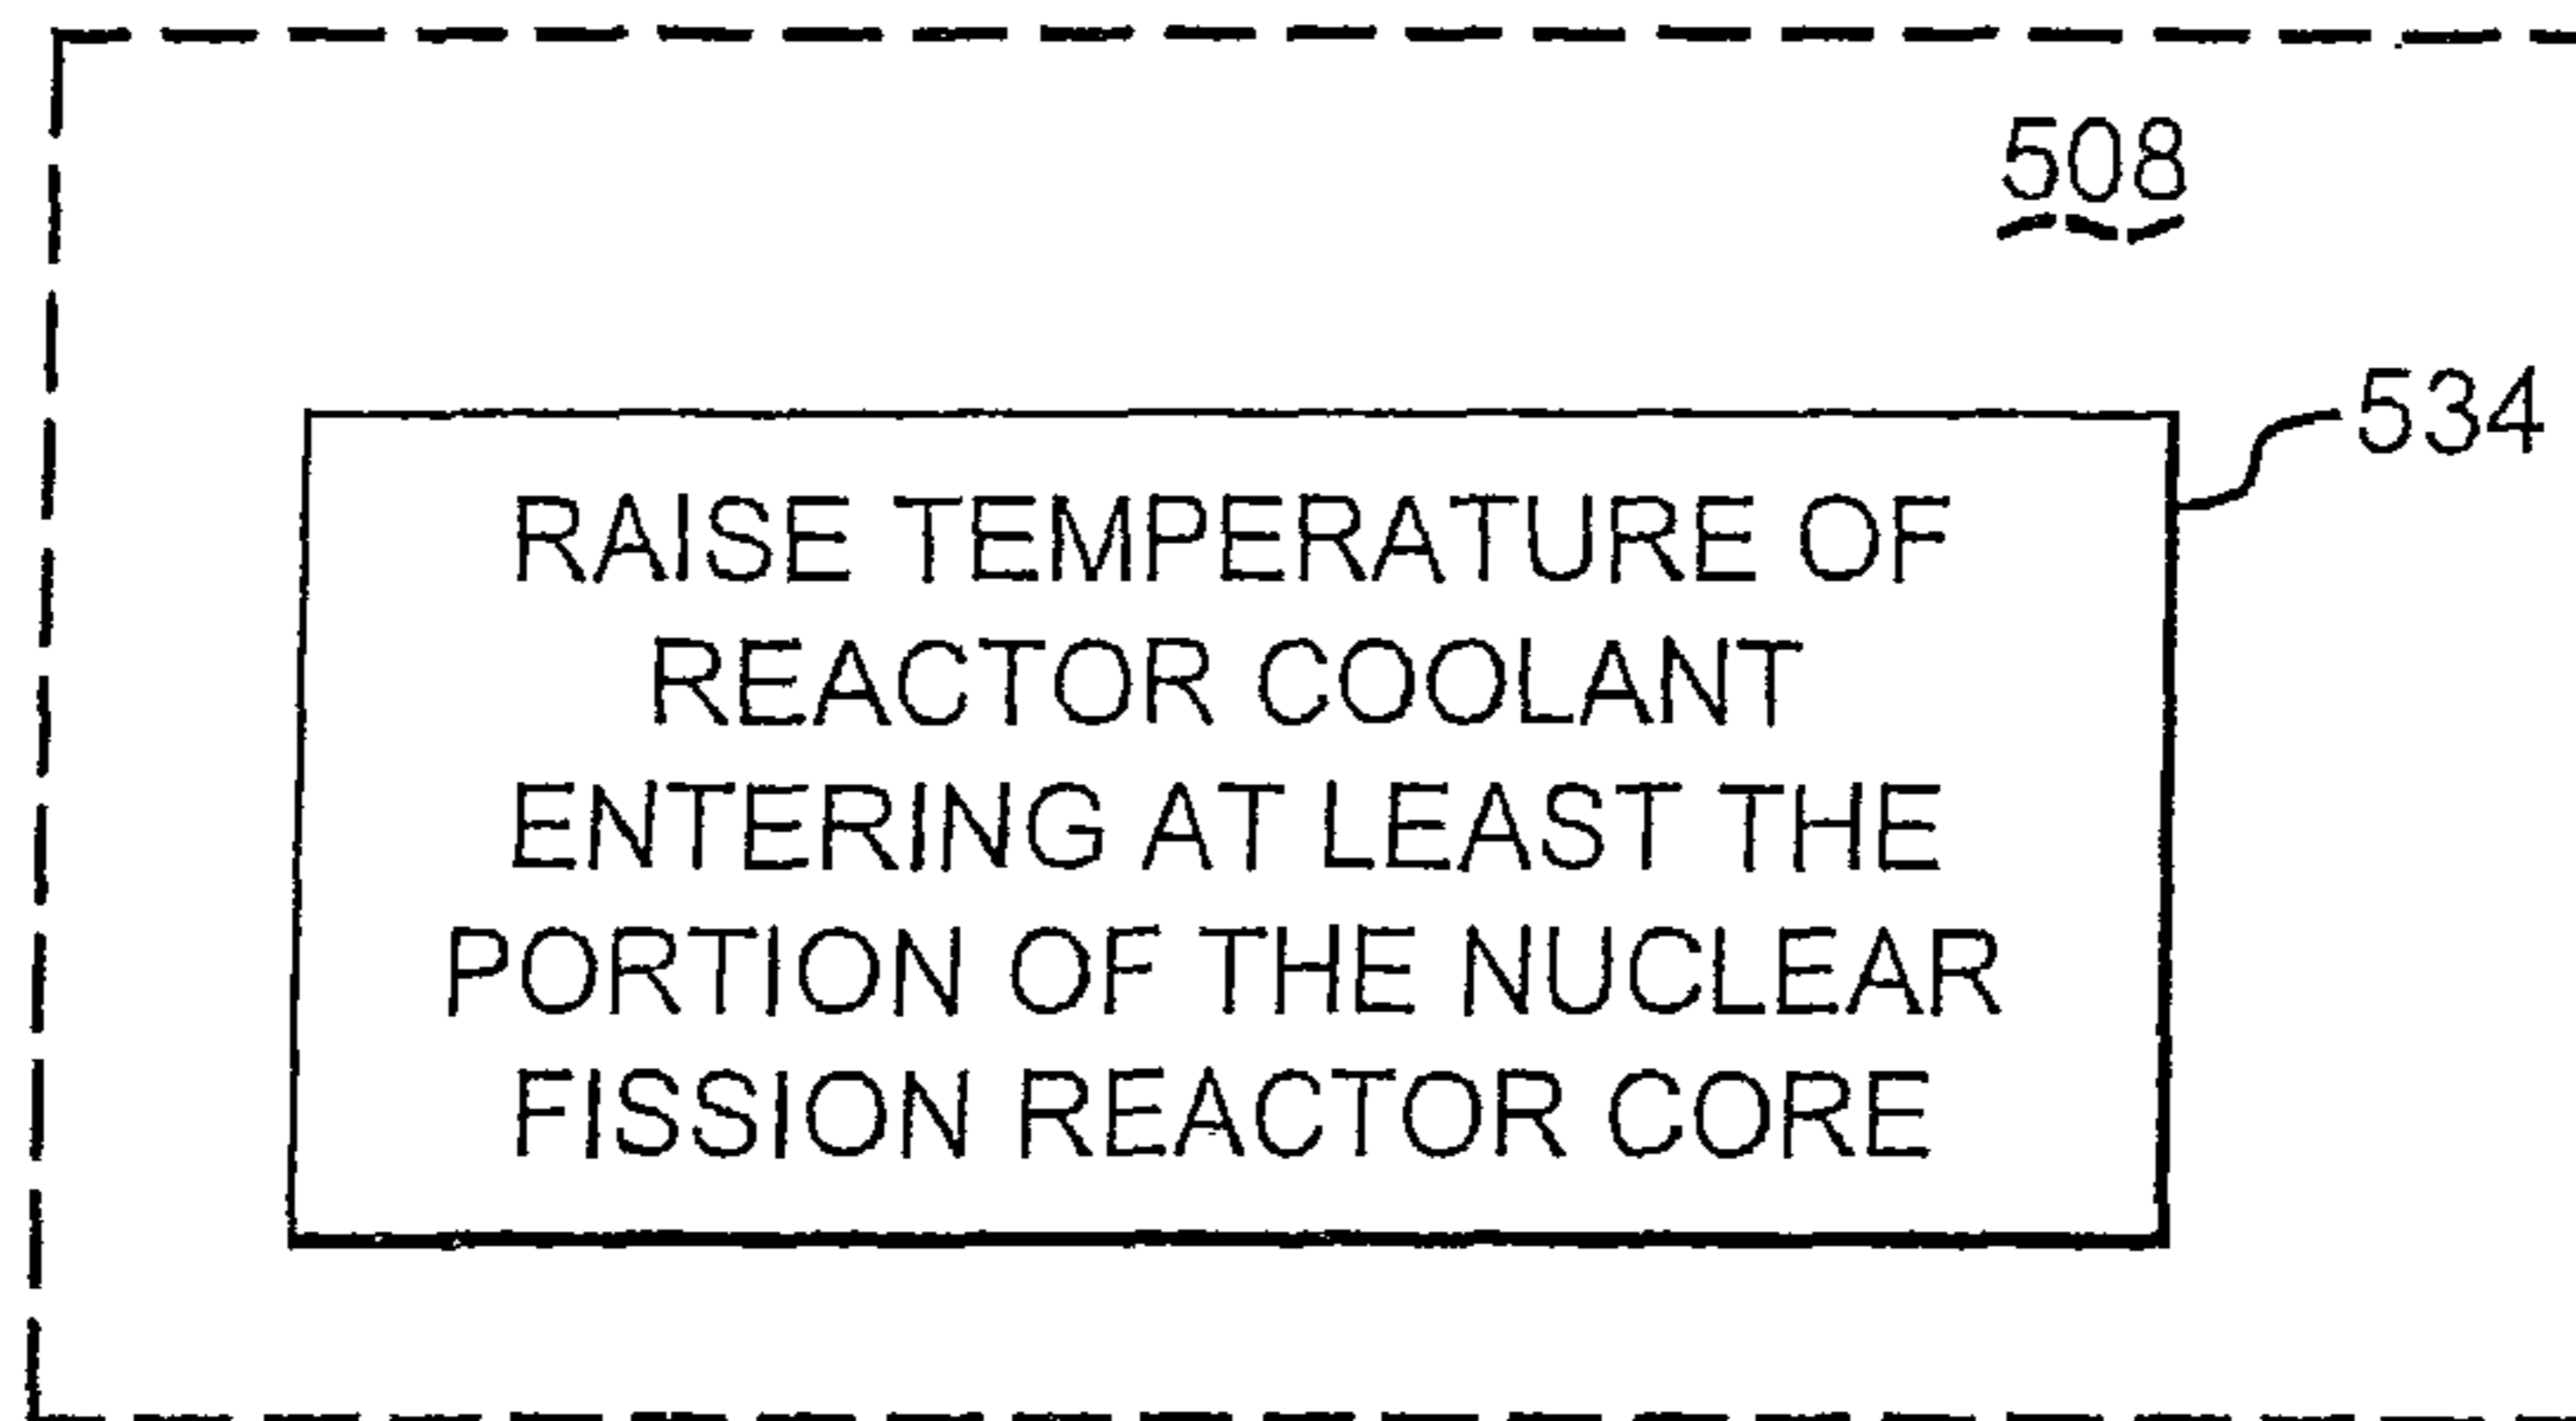 508
534
RAISE TEMPERATURE OF
REACTOR COOLANT
ENTERING AT LEAST THE
PORTION OF THE NUCLEAR
FISSION REACTOR CORE